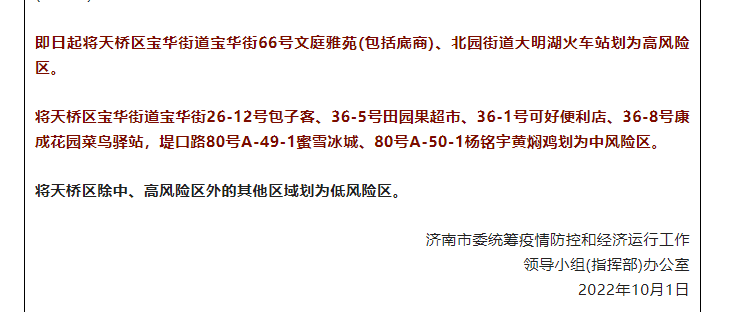 即日起将天桥区宝华街道宝华街66号文庭雅苑(包括底商)、北园街道大明湖火车站划为高风险
区。
将天桥区宝华街道宝华街26-12号包子客、36-5号田园果超市、36-1号可好便利店、36-8号康
成花园菜鸟驿站，堤口路80号A-49-1蜜雪冰城、80号A-50-1杨铭宇黄焖鸡划为中风险区。
将天桥区除中、高风险区外的其他区域划为低风险区。
济南市委统筹疫情防控和经济运行工作
领导小组(指挥部)办公室
2022年10月1日